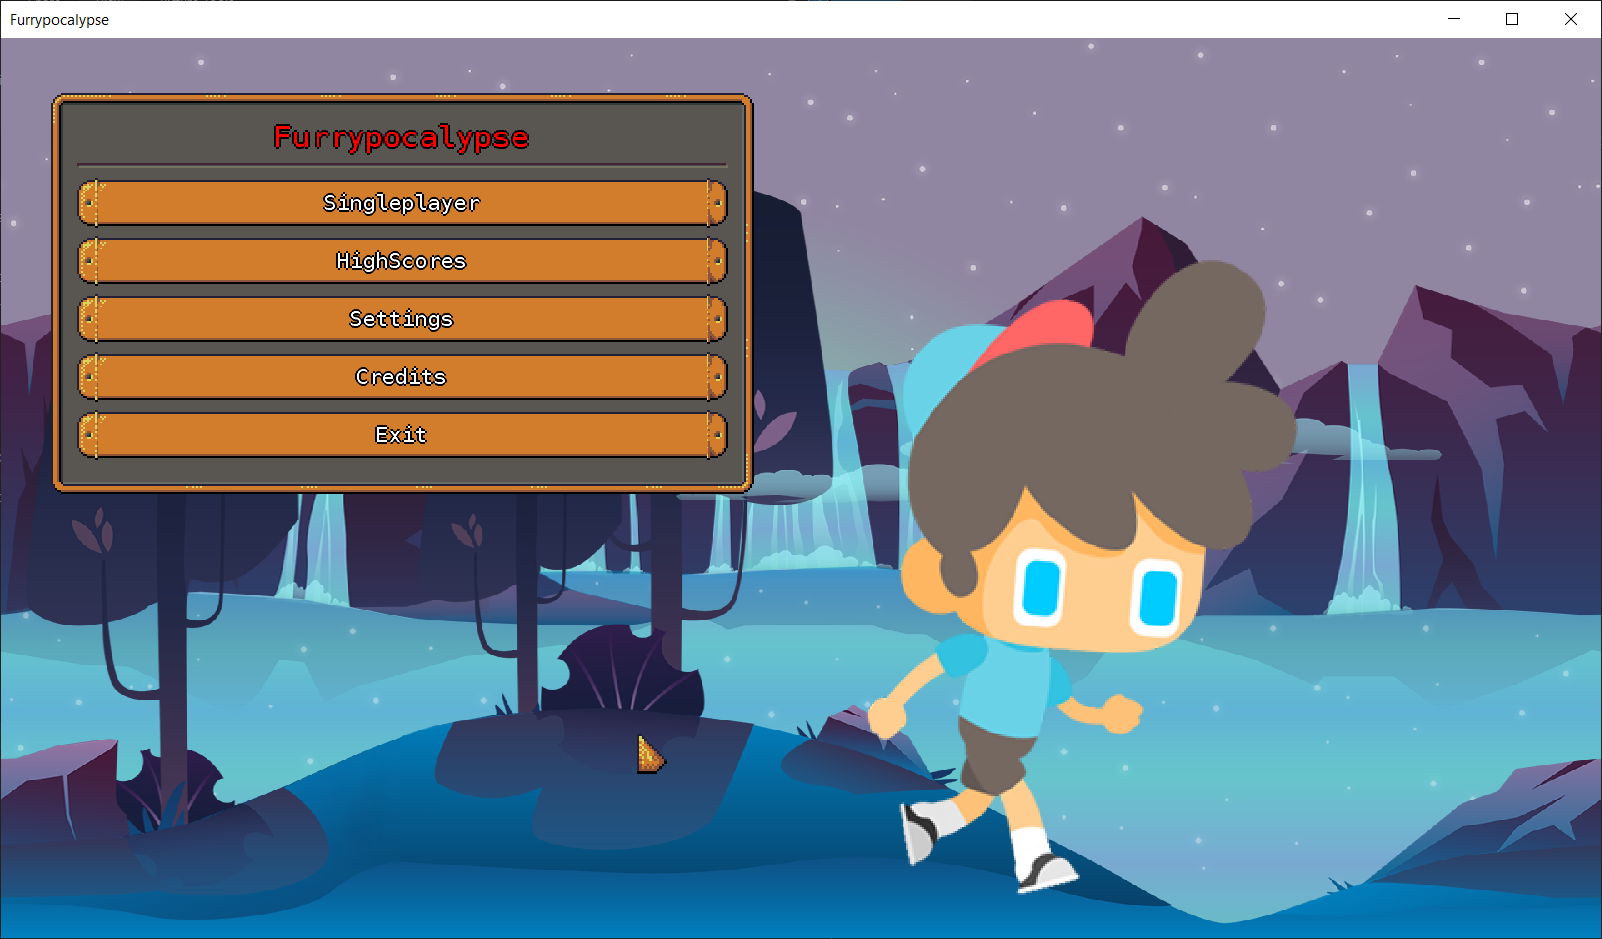 Furrypocalypse
Furrypocalypse
Singleplayer
HighScores
Settings
Credits
Exit